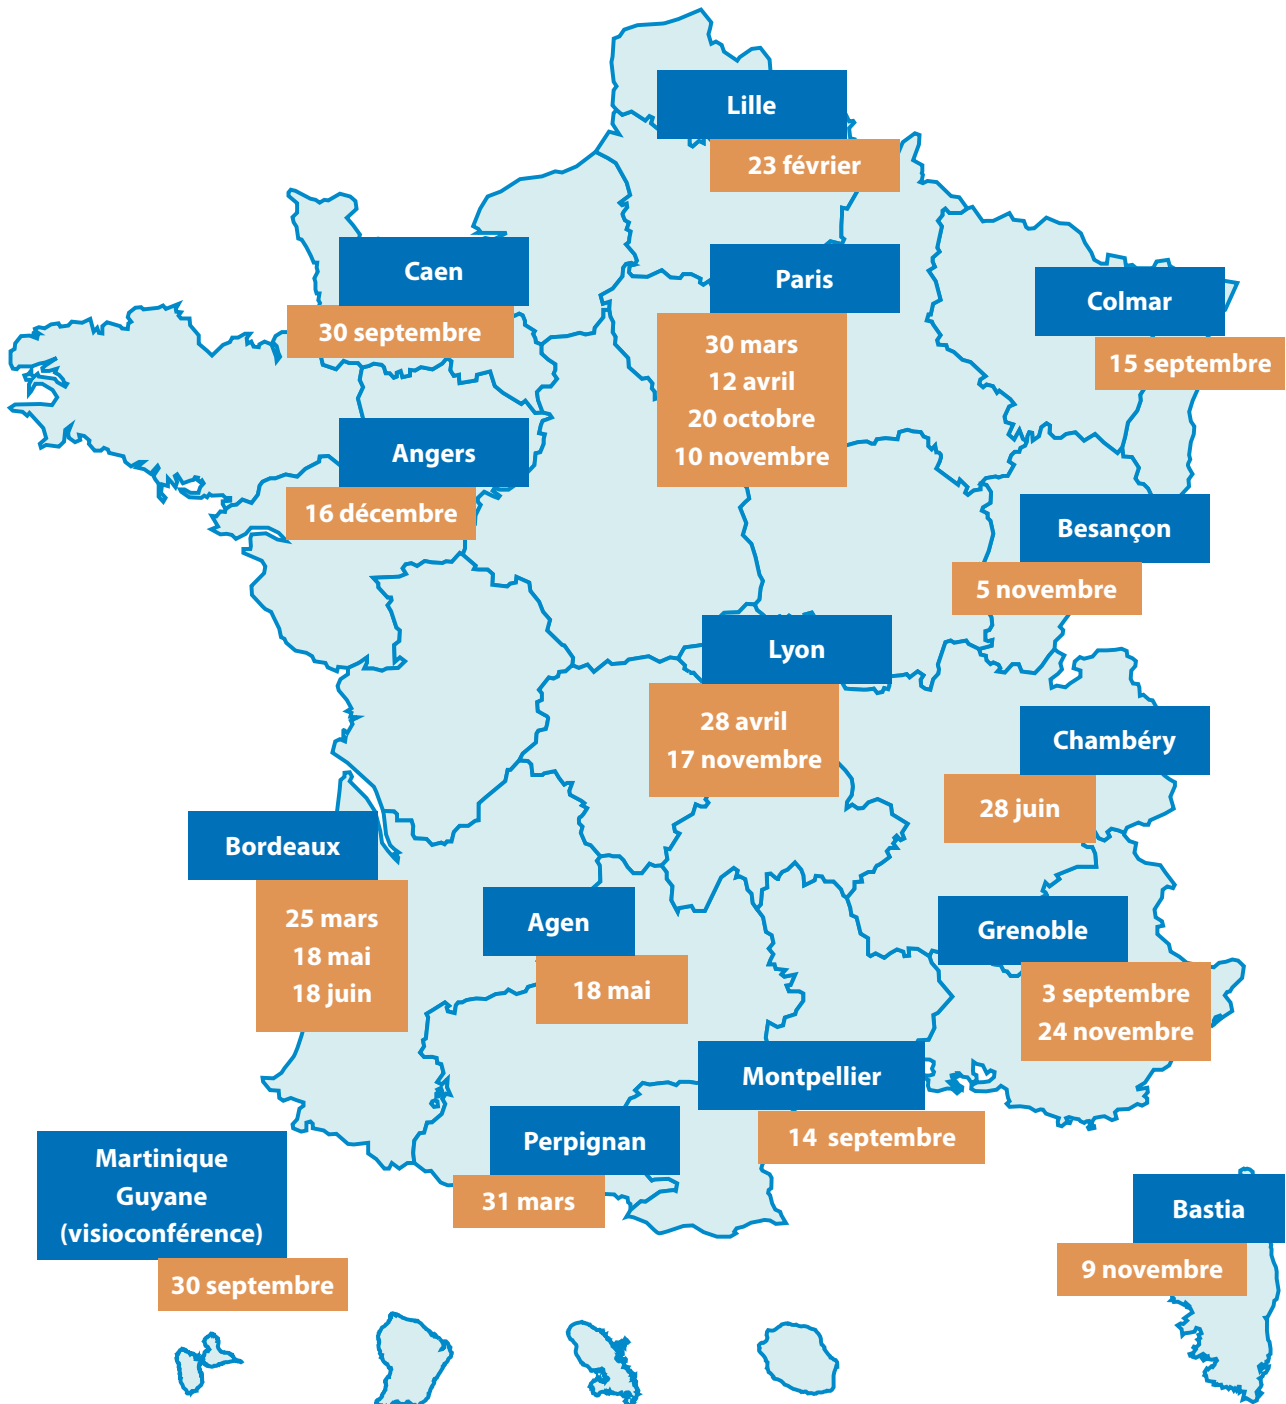 Lille
23 février
Caen
30 septembre
Paris
30 mars
12 avril
20 octobre
10 novembre
Colmar
15 septembre
Angers
16 décembre
Besançon
5 novembre
Lyon
28 avril
17 novembre
Chambéry
28 juin
Bordeaux
25 mars
18 mai
18 juin
Agen
18 mai
Grenoble
3 septembre
24 novembre
Montpellier
14 septembre
Perpignan
31 mars
Martinique
Guyane
(visioconférence)
30 septembre
Bastia
9 novembre